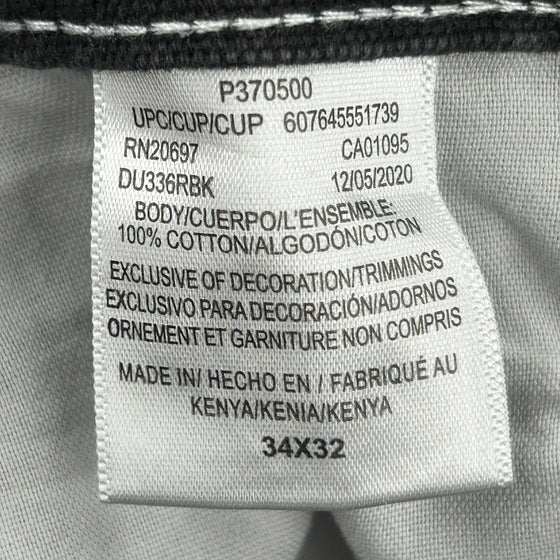 P370500
UPC/CUP/CUP 607645551739
RN20697 CA01095
DU336RBK 12/05/2020
BODY/CUERPO/L'ENSEMBLE:
100% COTTON/ALGODÓN/COTON
EXCLUSIVE OF DECORATION/TRIMMINGS
EXCLUSIVO PARA DECORACIÓN/ADORNOS
ORNEMENT ET GARNITURE NON COMPRIS
MADE IN/ HECHO EN / FABRIQUÉ AU
KENYA/KENIA/KENYA
34X32